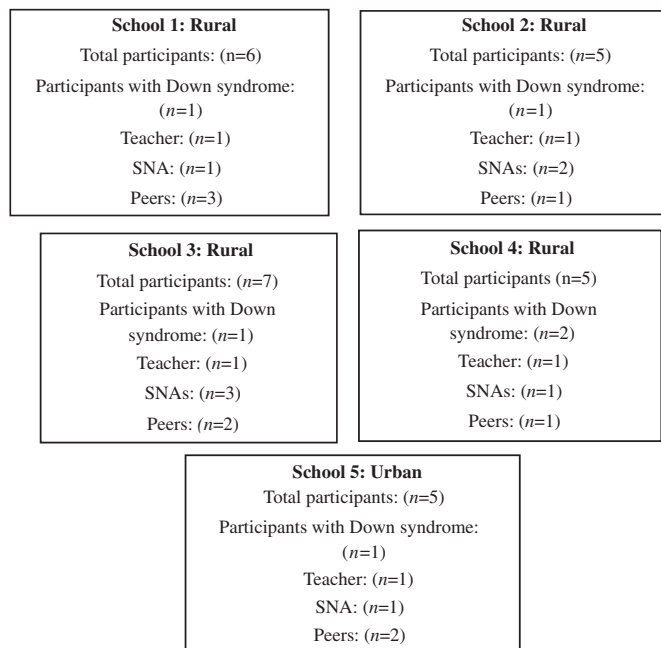 School 1: Rural
Total participants: (n=6)
Participants with Down syndrome:
(n=1)
Teacher: (n=1)
SNA: (n=1)
Peers: (n=3)
School 2: Rural
Total participants: (n=5)
Participants with Down syndrome:
(n=1)
Teacher: (n=1)
SNAs: (n=2)
Peers: (n=1)
School 3: Rural
Total participants: (n=7)
Participants with Down
syndrome: (n=1)
Teacher: (n=1)
SNAs: (n=3)
Peers: (n=2)
School 4: Rural
Total participants (n=5)
Participants with Down
syndrome: (n=2)
Teacher: (n=1)
SNAs: (n=1)
Peers: (n=1)
School 5: Urban
Total participants: (n=5)
Participants with Down syndrome:
(n=1)
Teacher: (n=1)
SNA: (n=1)
Peers: (n=2)